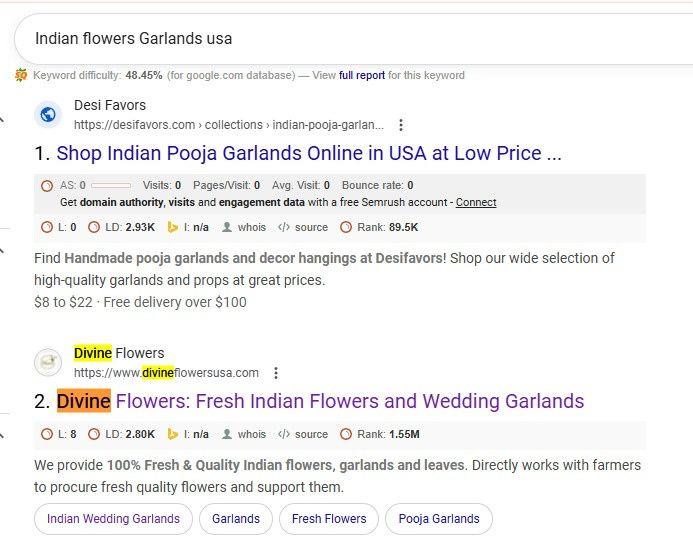 Indian flowers Garlands usa
Keyword difficulty: 48.45% (for google.com database) — View full report for this keyword
Desi Favors
https://desifavors.com › collections › indian-pooja-garlan...
1. Shop Indian Pooja Garlands Online in USA at Low Price ...
AS: 0 Visits: 0 Pages/Visit: 0 Avg. Visit: 0 Bounce rate: 0
Get domain authority, visits and engagement data with a free Semrush account - Connect
L: 0 LD: 2.93K I: n/a whois source Rank: 89.5K
Find Handmade pooja garlands and decor hangings at Desifavors! Shop our wide selection of
high-quality garlands and props at great prices.
$8 to $22 · Free delivery over $100
Divine Flowers
https://www.divineflowersusa.com
2. Divine Flowers: Fresh Indian Flowers and Wedding Garlands
L: 8 LD: 2.80K I: n/a whois source Rank: 1.55M
We provide 100% Fresh & Quality Indian flowers, garlands and leaves. Directly works with farmers
to procure fresh quality flowers and support them.
Indian Wedding Garlands Garlands Fresh Flowers Pooja Garlands